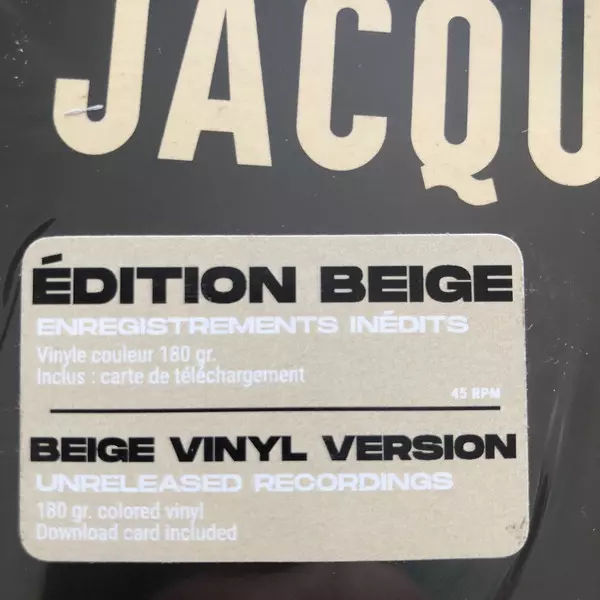 JACQU
ÉDITION BEIGE
ENREGISTREMENTS INÉDITS
Vinyle couleur 180 gr.
Inclus : carte de téléchargement
45 RPM
BEIGE VINYL VERSION
UNRELEASED RECORDINGS
180 gr. colored vinyl
Download card included